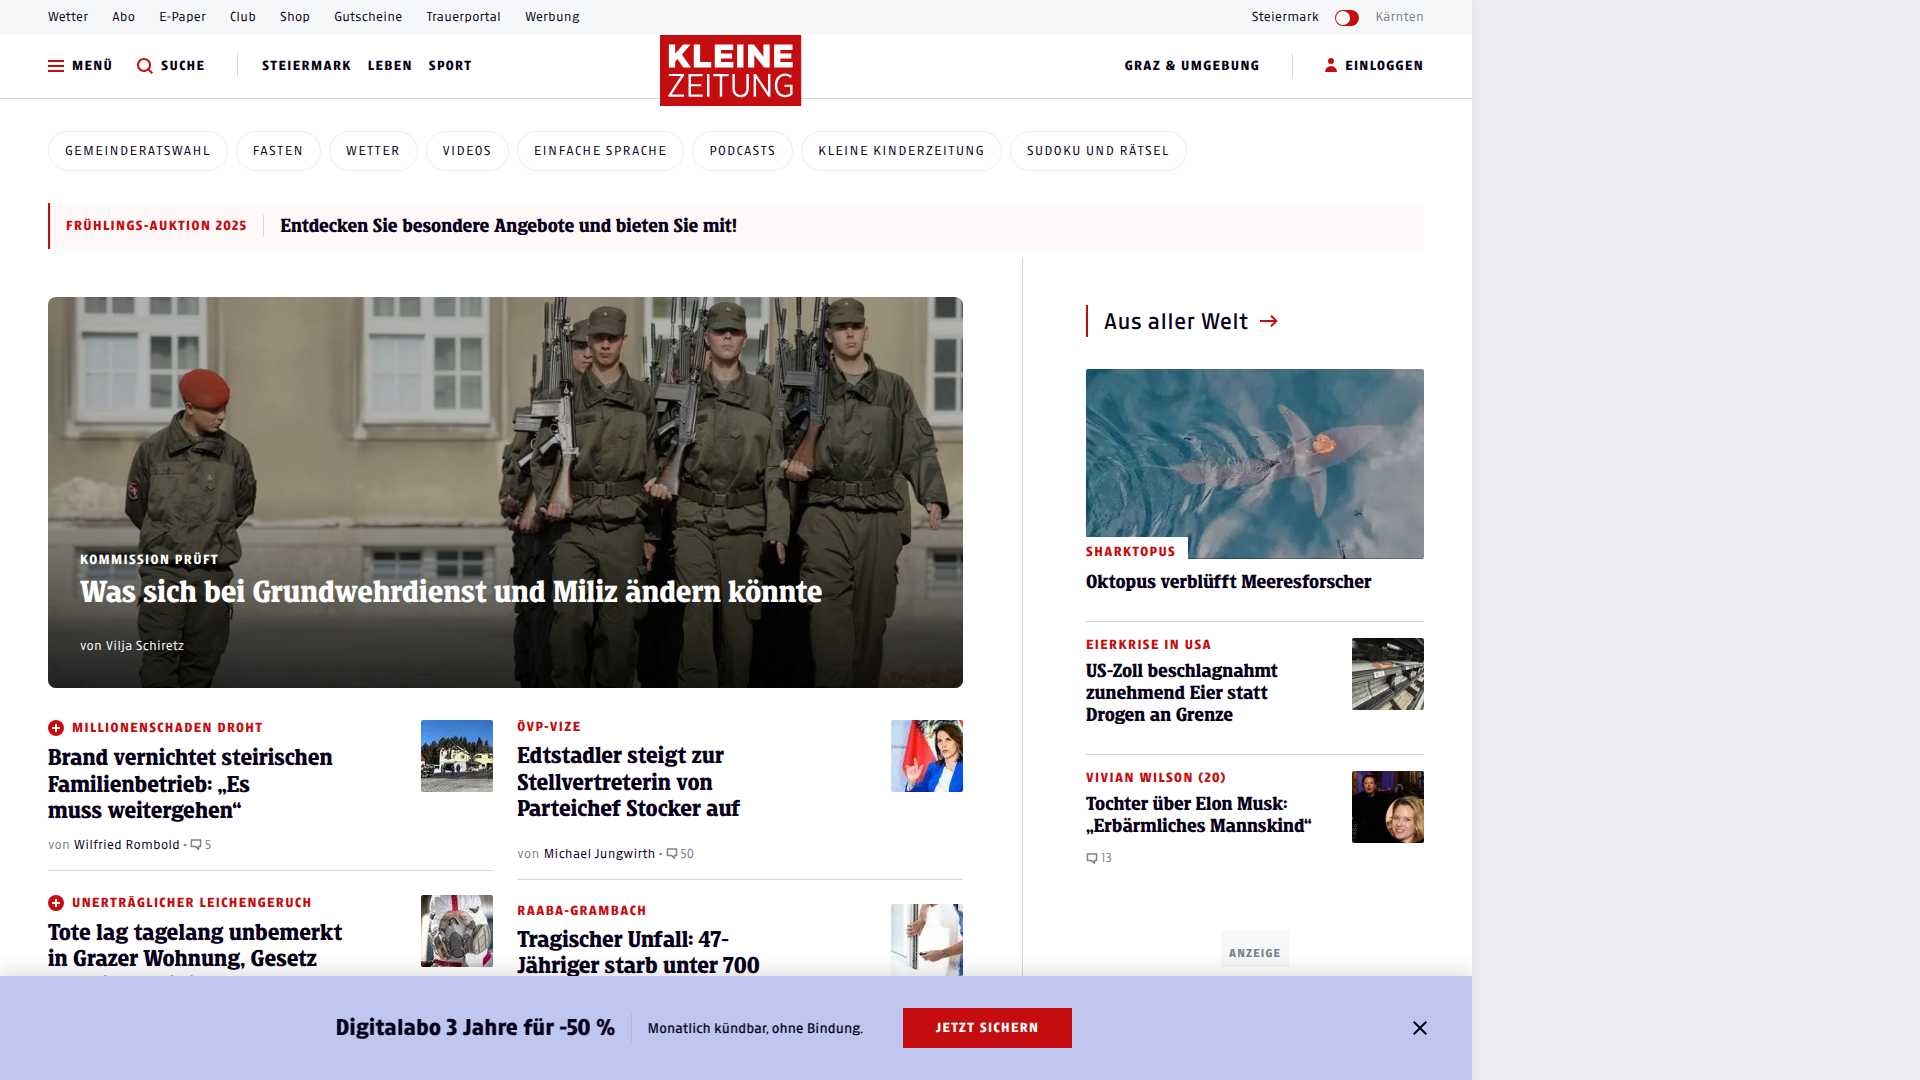 Wetter Abo E-Paper Club Shop Gutscheine Trauerportal Werbung Steiermark Kärnten
MENÜ SUCHE STEIERMARK LEBEN SPORT KLEINE ZEITUNG GRAZ & UMGEBUNG EINLOGGEN
GEMEINDERATSWAHL FASTEN WETTER VIDEOS EINFACHE SPRACHE PODCASTS KLEINE KINDERZEITUNG SUDOKU UND RÄTSEL
FRÜHLINGS-AUKTION 2025 Entdecken Sie besondere Angebote und bieten Sie mit!
KOMMISSION PRÜFT
Was sich bei Grundwehrdienst und Miliz ändern könnte
von Vilja Schiretz
MILLIONENSCHADEN DROHT
Brand vernichtet steirischen
Familienbetrieb: „Es
muss weitergehen“
von Wilfried Rombold • 5
UNERTRÄGLICHER LEICHENGERUCH
Tote lag tagelang unbemerkt
in Grazer Wohnung, Gesetz
ÖVP-VIZE
Edtstadler steigt zur
Stellvertreterin von
Parteichef Stocker auf
von Michael Jungwirth • 50
RAABA-GRAMBACH
Tragischer Unfall: 47-
Jähriger starb unter 700
Aus aller Welt →
SHARKTOPUS
Oktopus verblüfft Meeresforscher
EIERKRISE IN USA
US-Zoll beschlagnahmt
zunehmend Eier statt
Drogen an Grenze
VIVIAN WILSON (20)
Tochter über Elon Musk:
„Erbärmliches Mannskind“
13
ANZEIGE
Digitalabo 3 Jahre für -50 % Monatlich kündbar, ohne Bindung. JETZT SICHERN